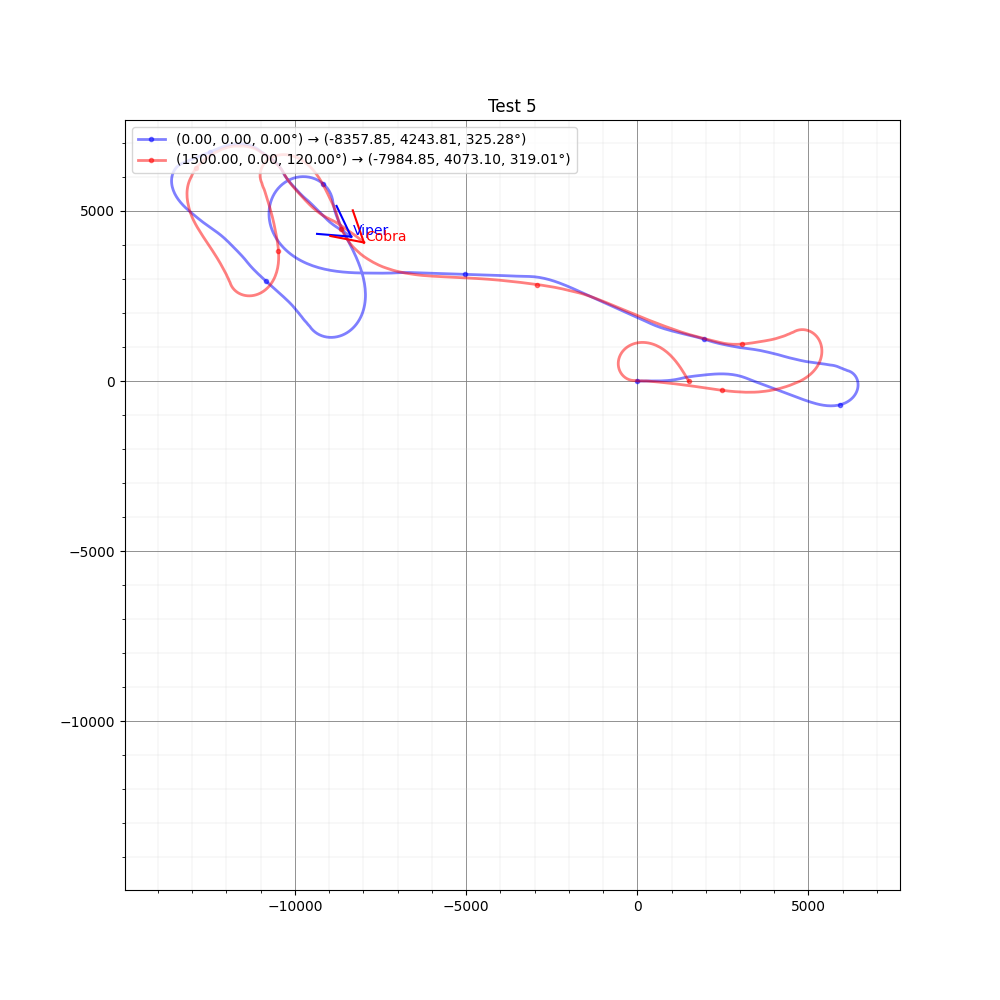 Test 5
(0.00, 0.00, 0.00°) → (-8357.85, 4243.81, 325.28°)
(1500.00, 0.00, 120.00°) → (-7984.85, 4073.10, 319.01°)
5000
Viper
Cobra
0
−5000
−10000
−10000
−5000
0
5000